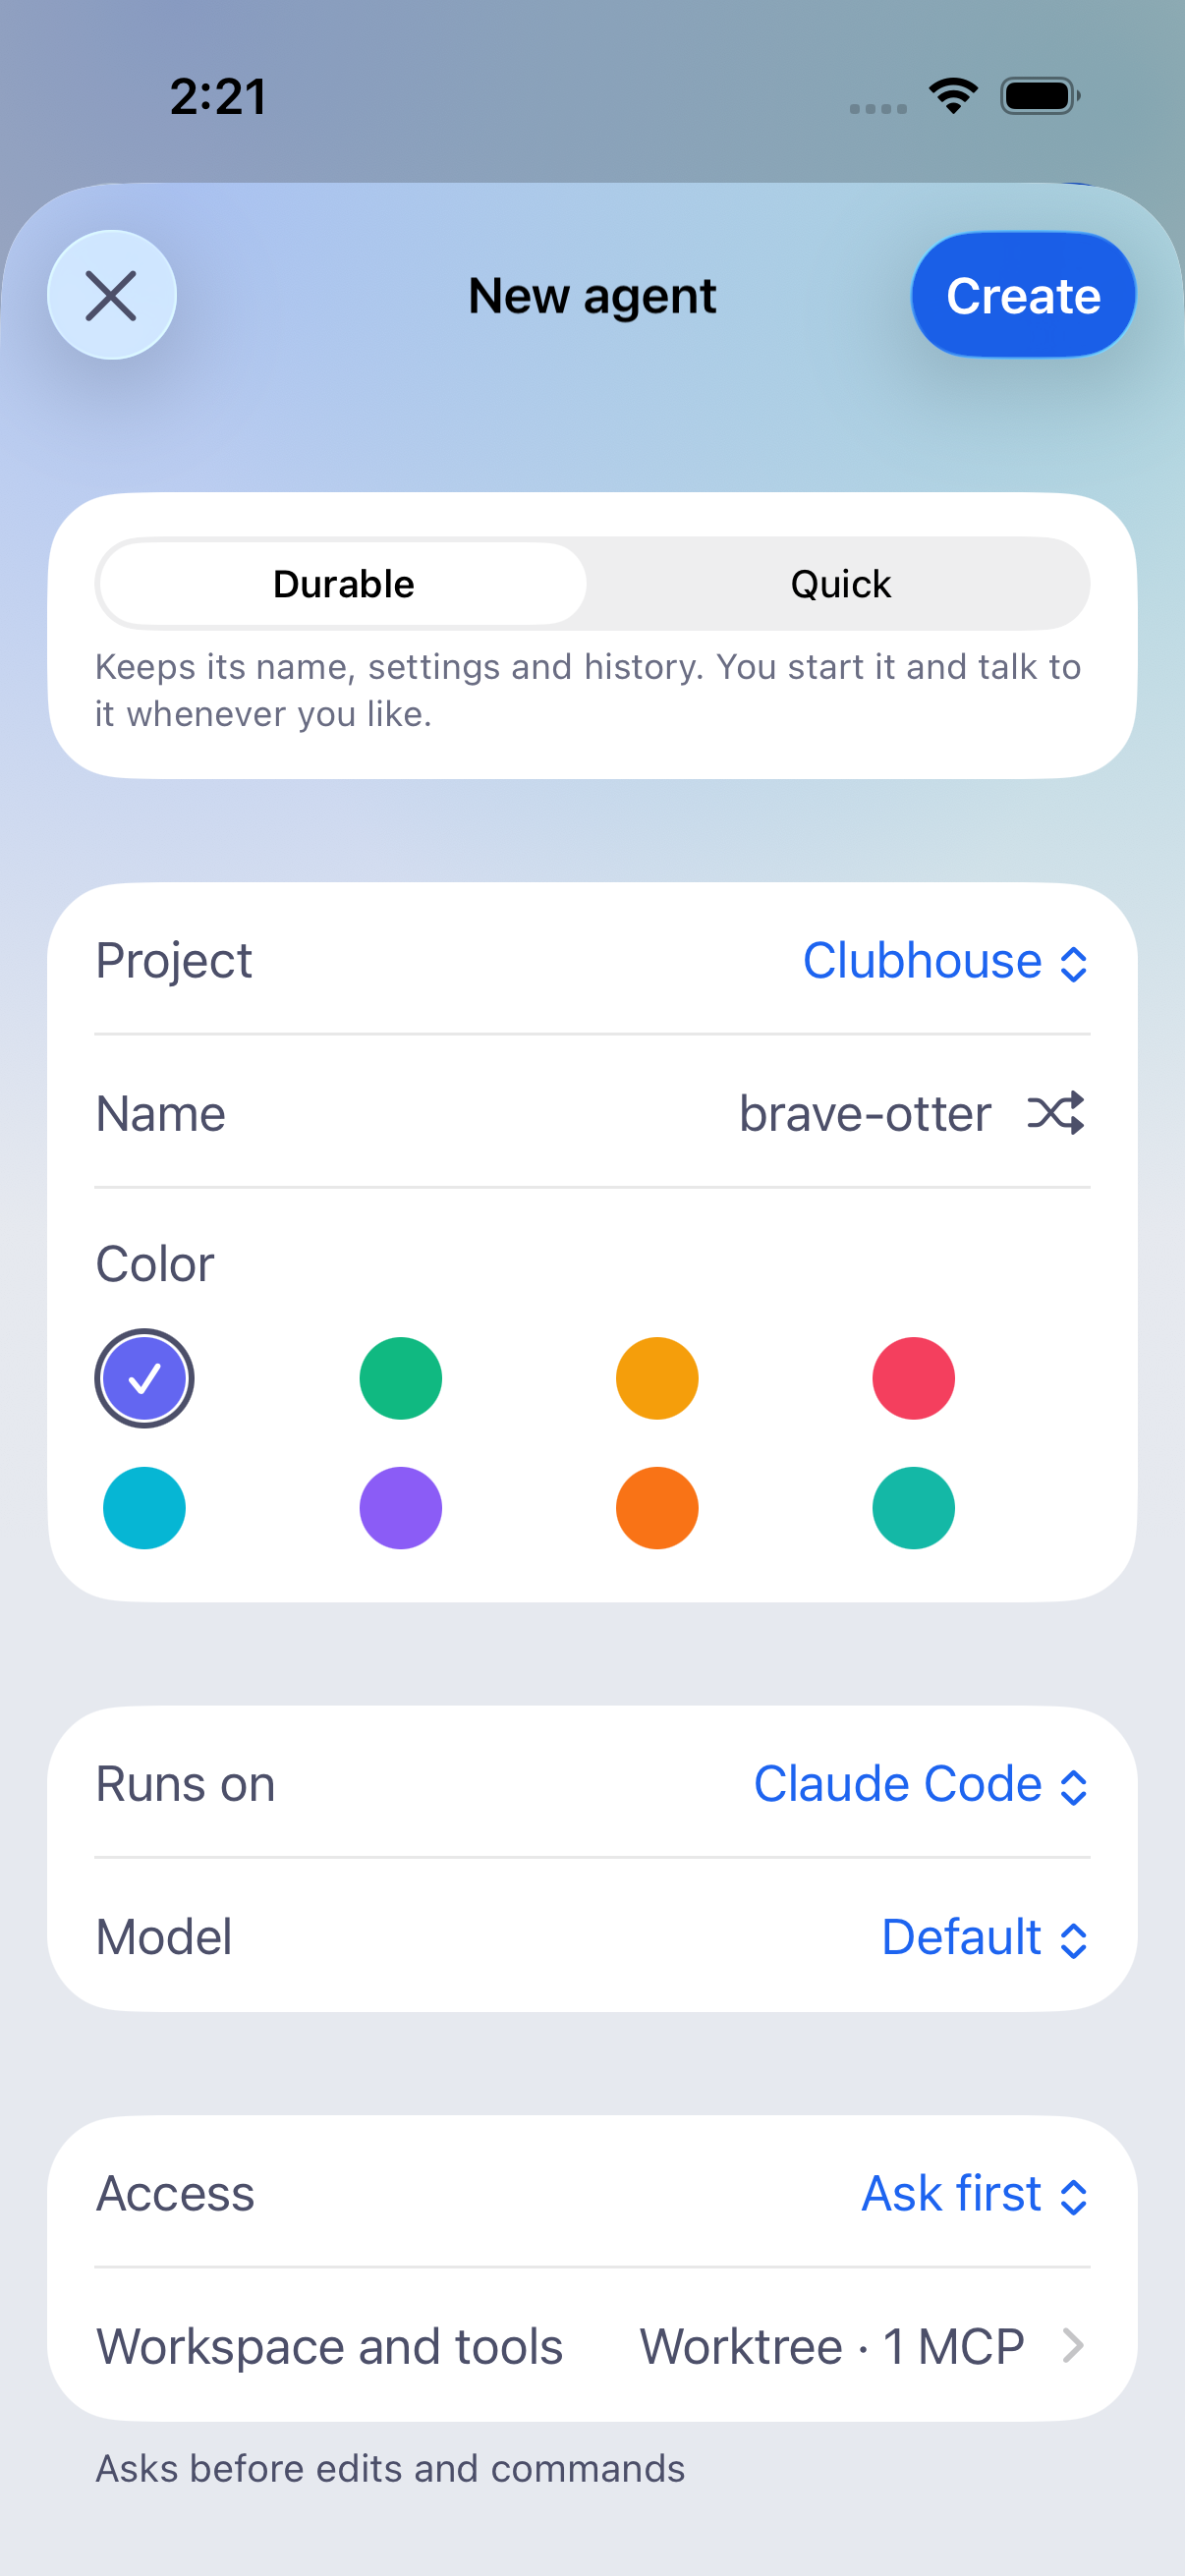 2:21
New agent
Create
Durable
Quick
Keeps its name, settings and history. You start it and talk to
it whenever you like.
Project
Clubhouse
Name
brave-otter
Color
Runs on
Claude Code
Model
Default
Access
Ask first
Workspace and tools
Worktree · 1 MCP
Asks before edits and commands